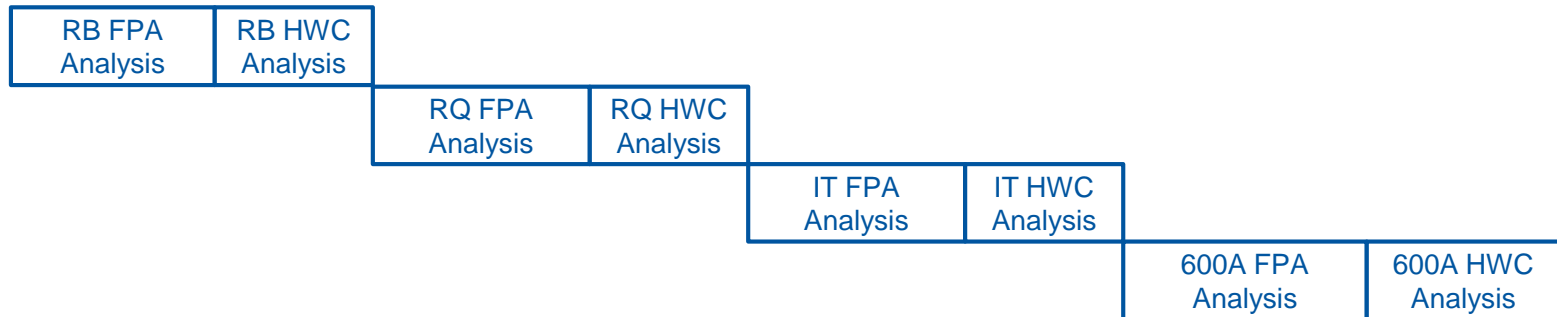 RB FPA
Analysis
RB HWC
Analysis
RQ FPA
Analysis
RQ HWC
Analysis
IT FPA
Analysis
IT HWC
Analysis
600A FPA
Analysis
600A HWC
Analysis